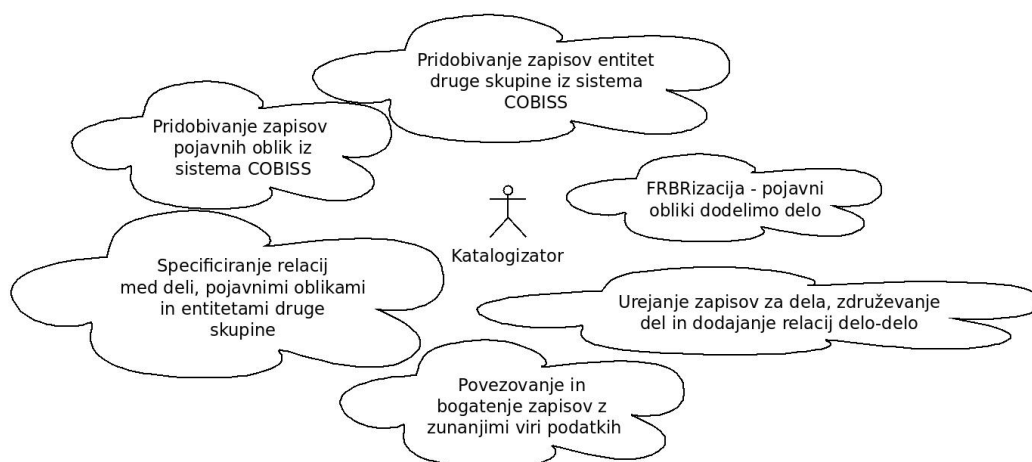 Pridobivanje zapisov entitet
druge skupine iz sistema
COBISS
Pridobivanje zapisov
pojavnih oblik iz
sistema COBISS
FRBRizacija - pojavni
obliki dodelimo delo
Katalogizator
Specificiranje relacij
med deli, pojavnimi oblikami
in entitetami druge
skupine
Urejanje zapisov za dela, združevanje
del in dodajanje relacij delo-delo
Povezovanje in
bogatenje zapisov z
zunanjimi viri podatkih